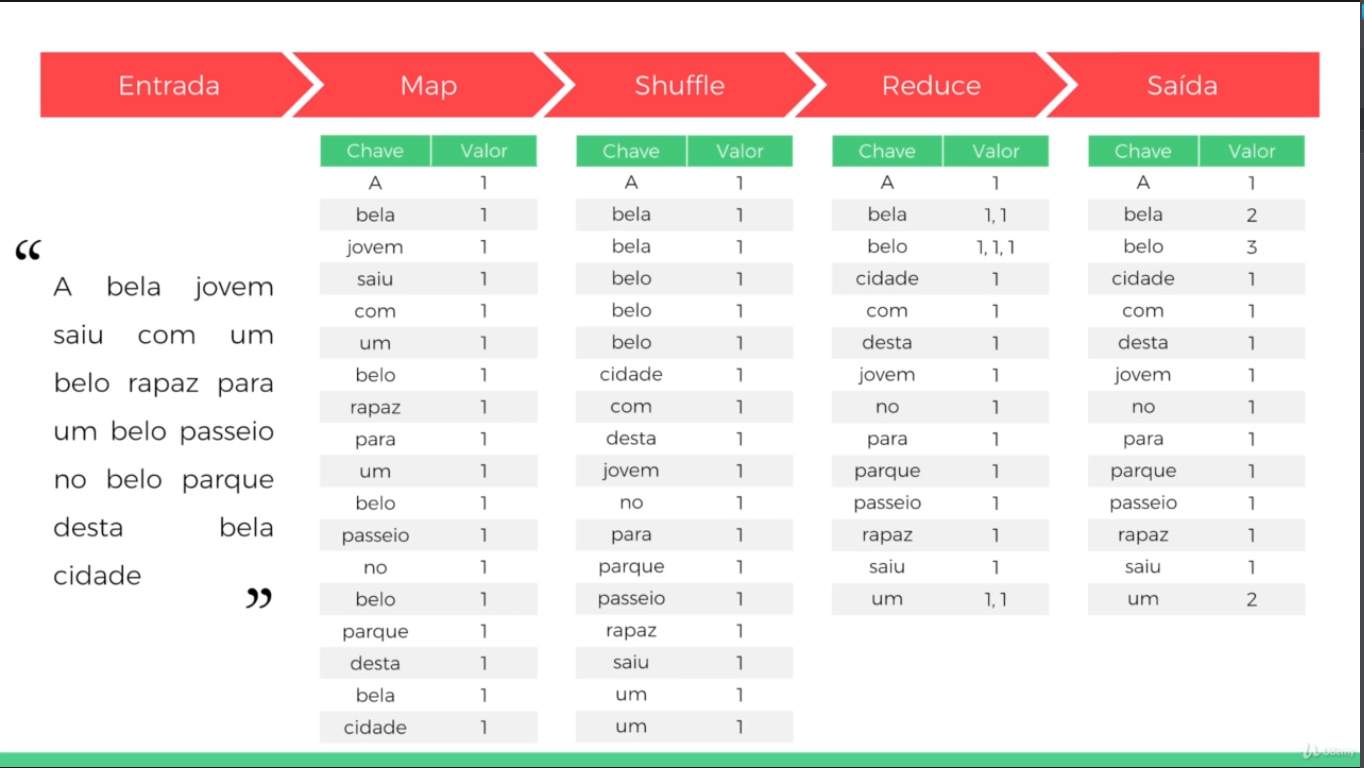 Entrada Map Shuffle Reduce Saída
“
A bela jovem
saiu com um
belo rapaz para
um belo passeio
no belo parque
desta bela
cidade
”
Chave Valor
A 1
bela 1
jovem 1
saiu 1
com 1
um 1
belo 1
rapaz 1
para 1
um 1
belo 1
passeio 1
no 1
belo 1
parque 1
desta 1
bela 1
cidade 1
Chave Valor
A 1
bela 1
bela 1
belo 1
belo 1
belo 1
cidade 1
com 1
desta 1
jovem 1
no 1
para 1
parque 1
passeio 1
rapaz 1
saiu 1
um 1
um 1
Chave Valor
A 1
bela 1, 1
belo 1, 1, 1
cidade 1
com 1
desta 1
jovem 1
no 1
para 1
parque 1
passeio 1
rapaz 1
saiu 1
um 1, 1
Chave Valor
A 1
bela 2
belo 3
cidade 1
com 1
desta 1
jovem 1
no 1
para 1
parque 1
passeio 1
rapaz 1
saiu 1
um 2
Udemy